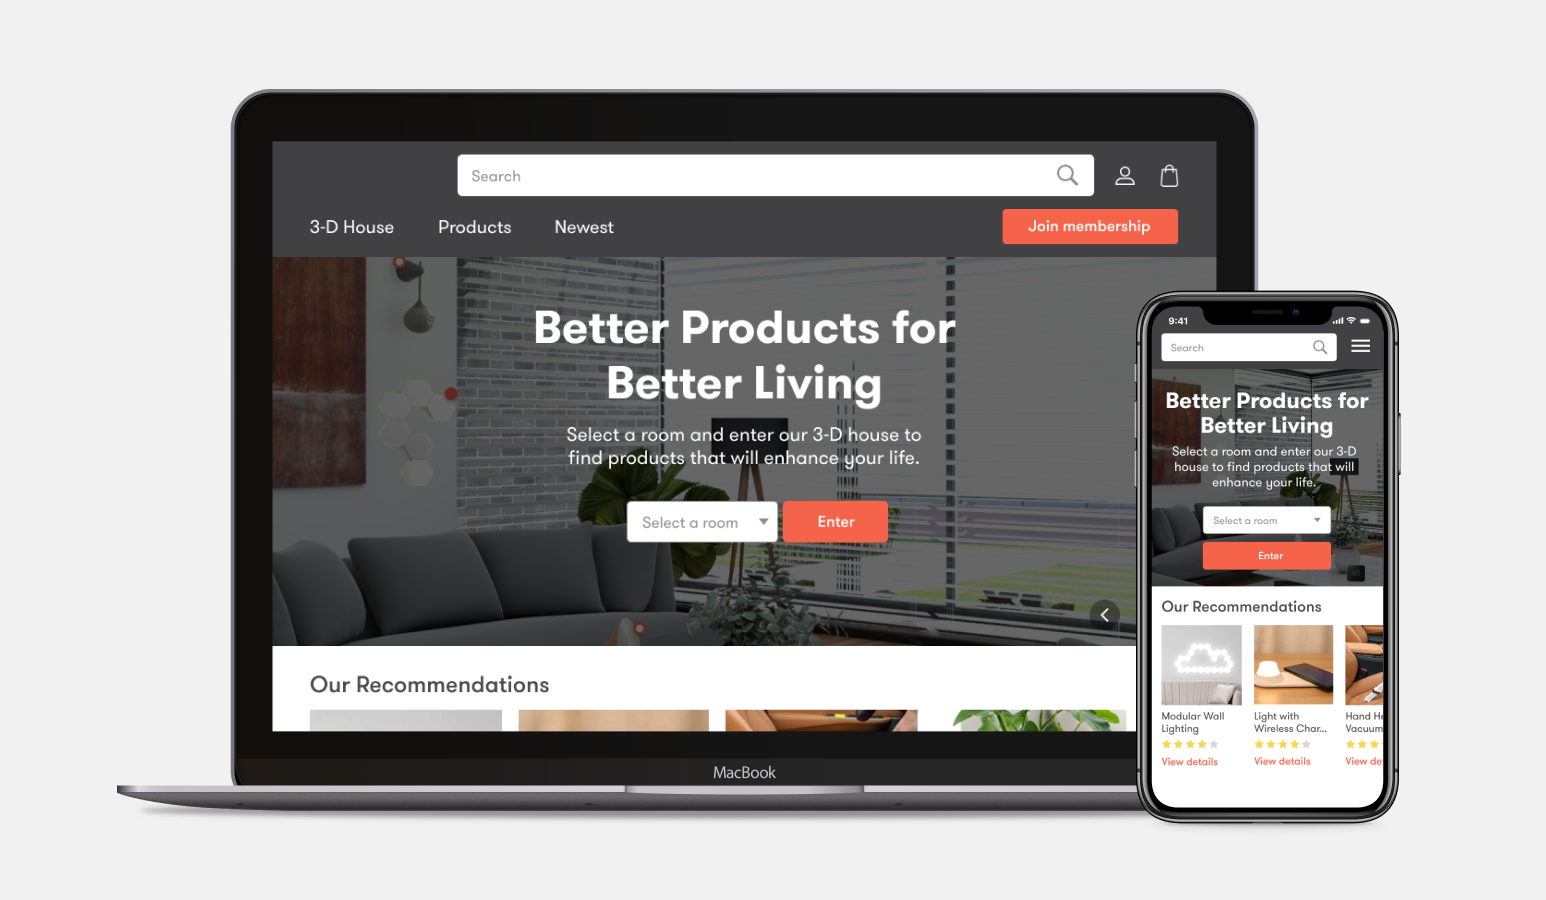 Search
3-D House
Products
Newest
Join membership
Better Products for
Better Living
Select a room and enter our 3-D house to
find products that will enhance your life.
Select a room
Enter
Our Recommendations
MacBook
9:41
Search
Better Products for
Better Living
Select a room and enter our 3-D
house to find products that will
enhance your life.
Select a room
Enter
Our Recommendations
Modular Wall
Lighting
View details
Light with
Wireless Char...
View details
Hand He
Vacuum
View de